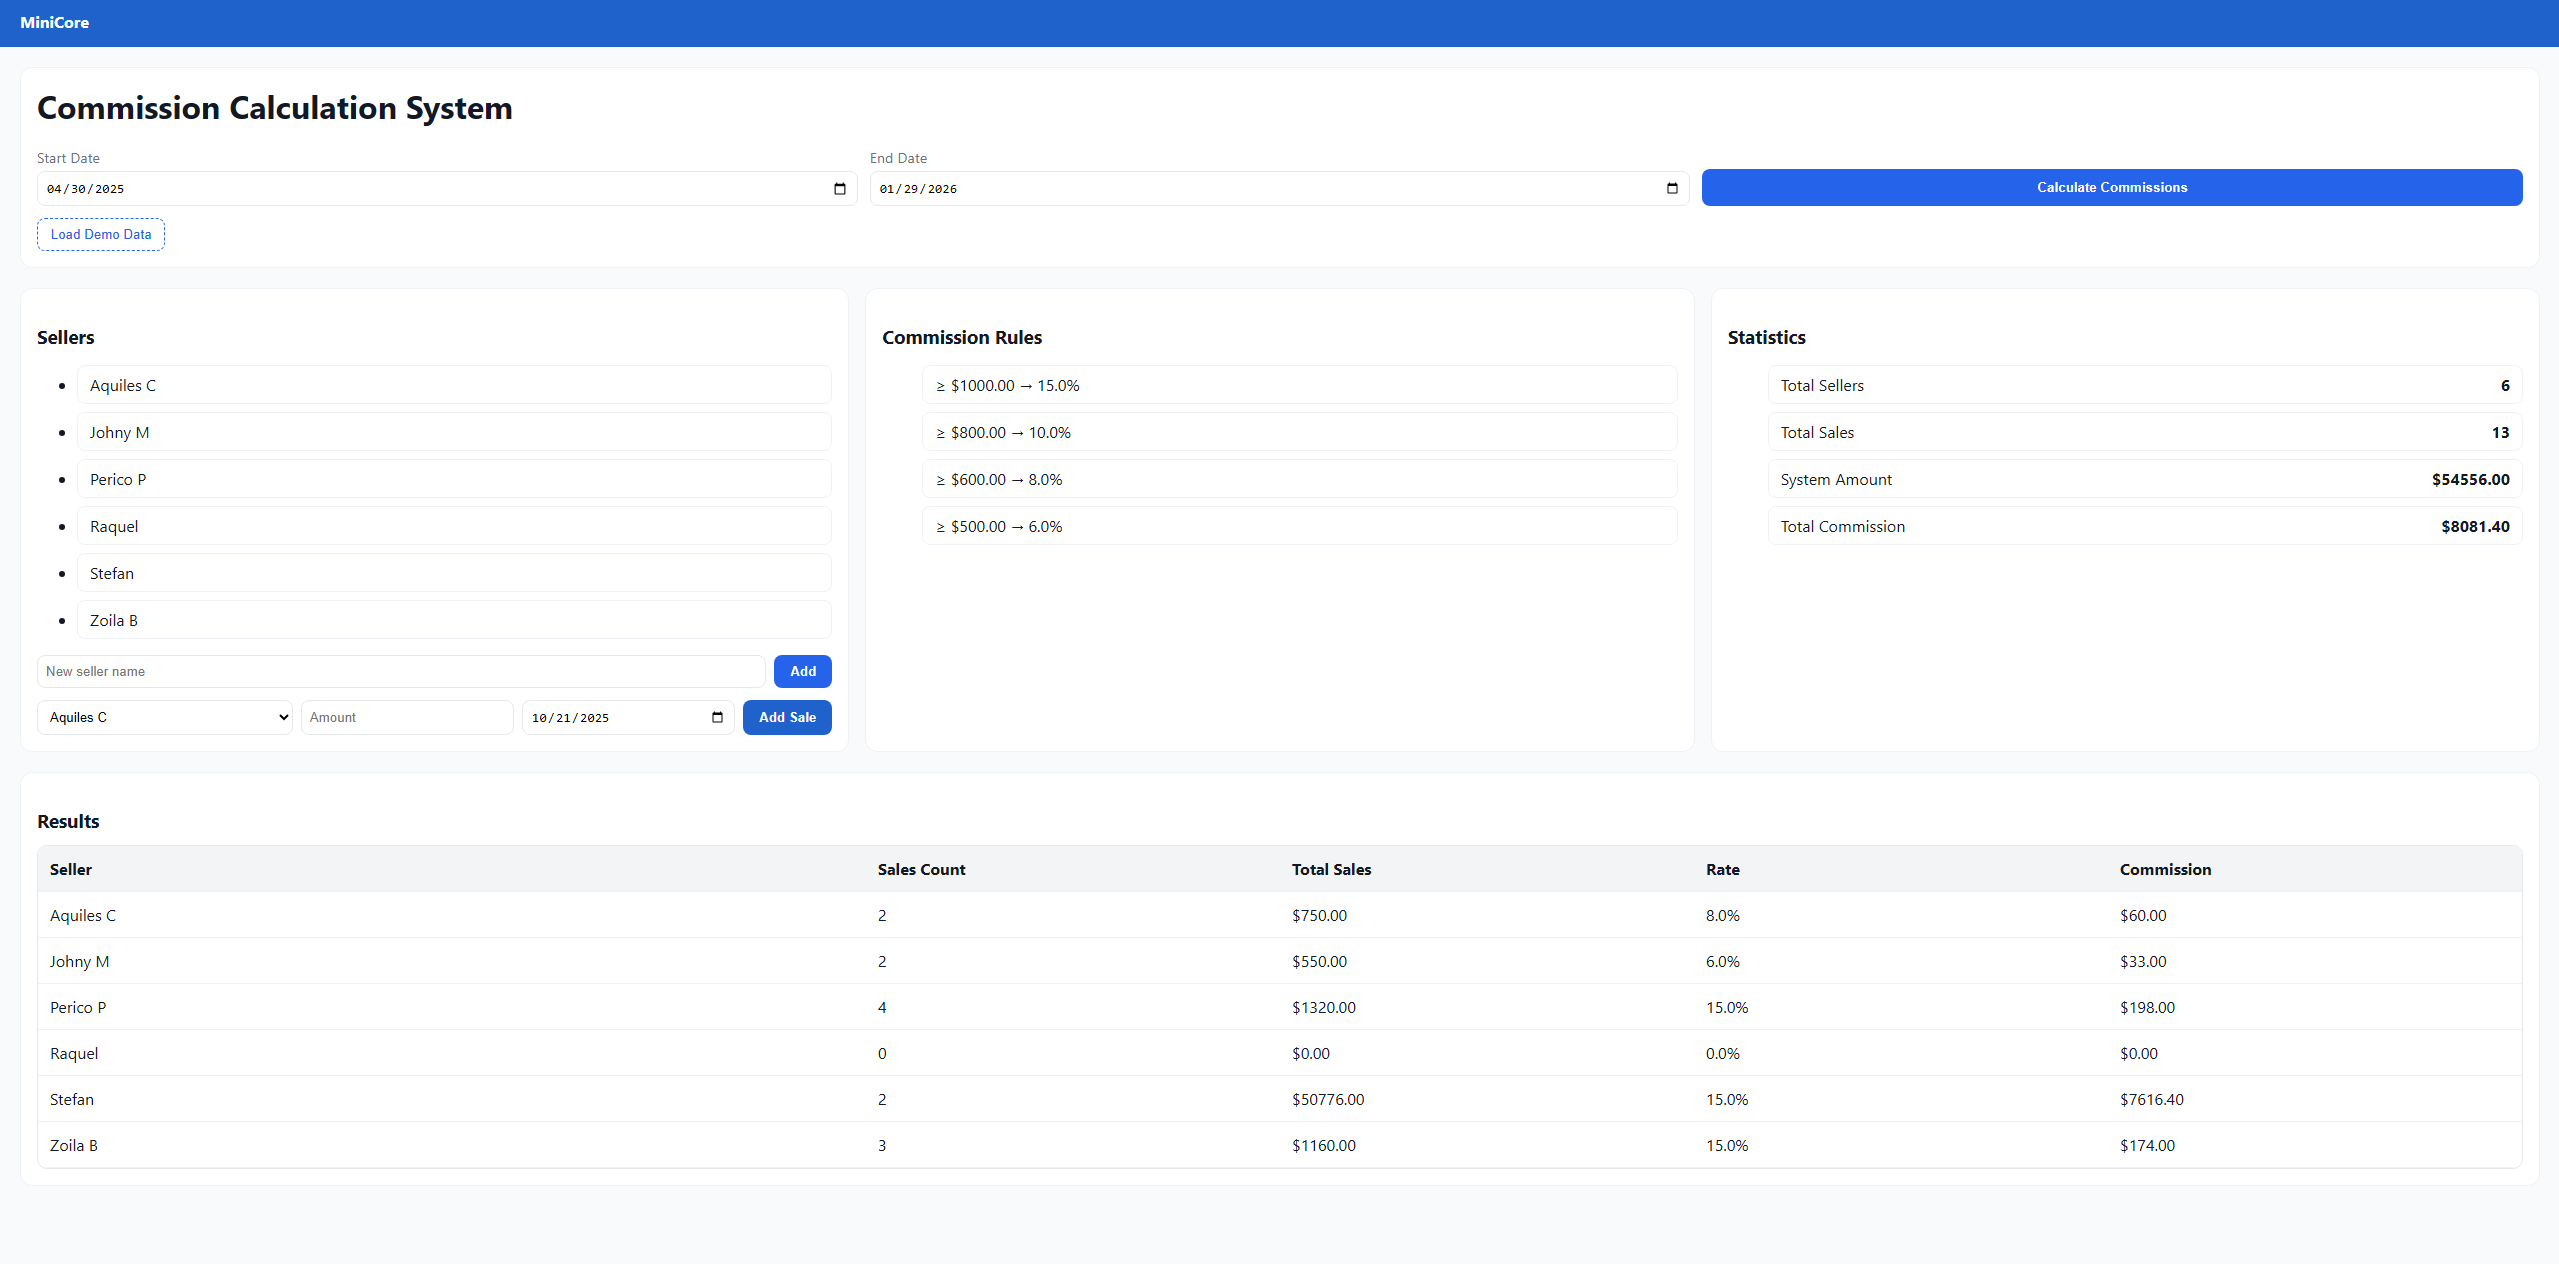 MiniCore
Commission Calculation System
Start Date
04/30/2025
End Date
01/29/2026
Calculate Commissions
Load Demo Data
Sellers
• Aquiles C
• Johny M
• Perico P
• Raquel
• Stefan
• Zoila B
New seller name
Add
Aquiles C
Amount
10/21/2025
Add Sale
Commission Rules
≥ $1000.00 → 15.0%
≥ $800.00 → 10.0%
≥ $600.00 → 8.0%
≥ $500.00 → 6.0%
Statistics
Total Sellers 6
Total Sales 13
System Amount $54556.00
Total Commission $8081.40
Results
Seller Sales Count Total Sales Rate Commission
Aquiles C 2 $750.00 8.0% $60.00
Johny M 2 $550.00 6.0% $33.00
Perico P 4 $1320.00 15.0% $198.00
Raquel 0 $0.00 0.0% $0.00
Stefan 2 $50776.00 15.0% $7616.40
Zoila B 3 $1160.00 15.0% $174.00